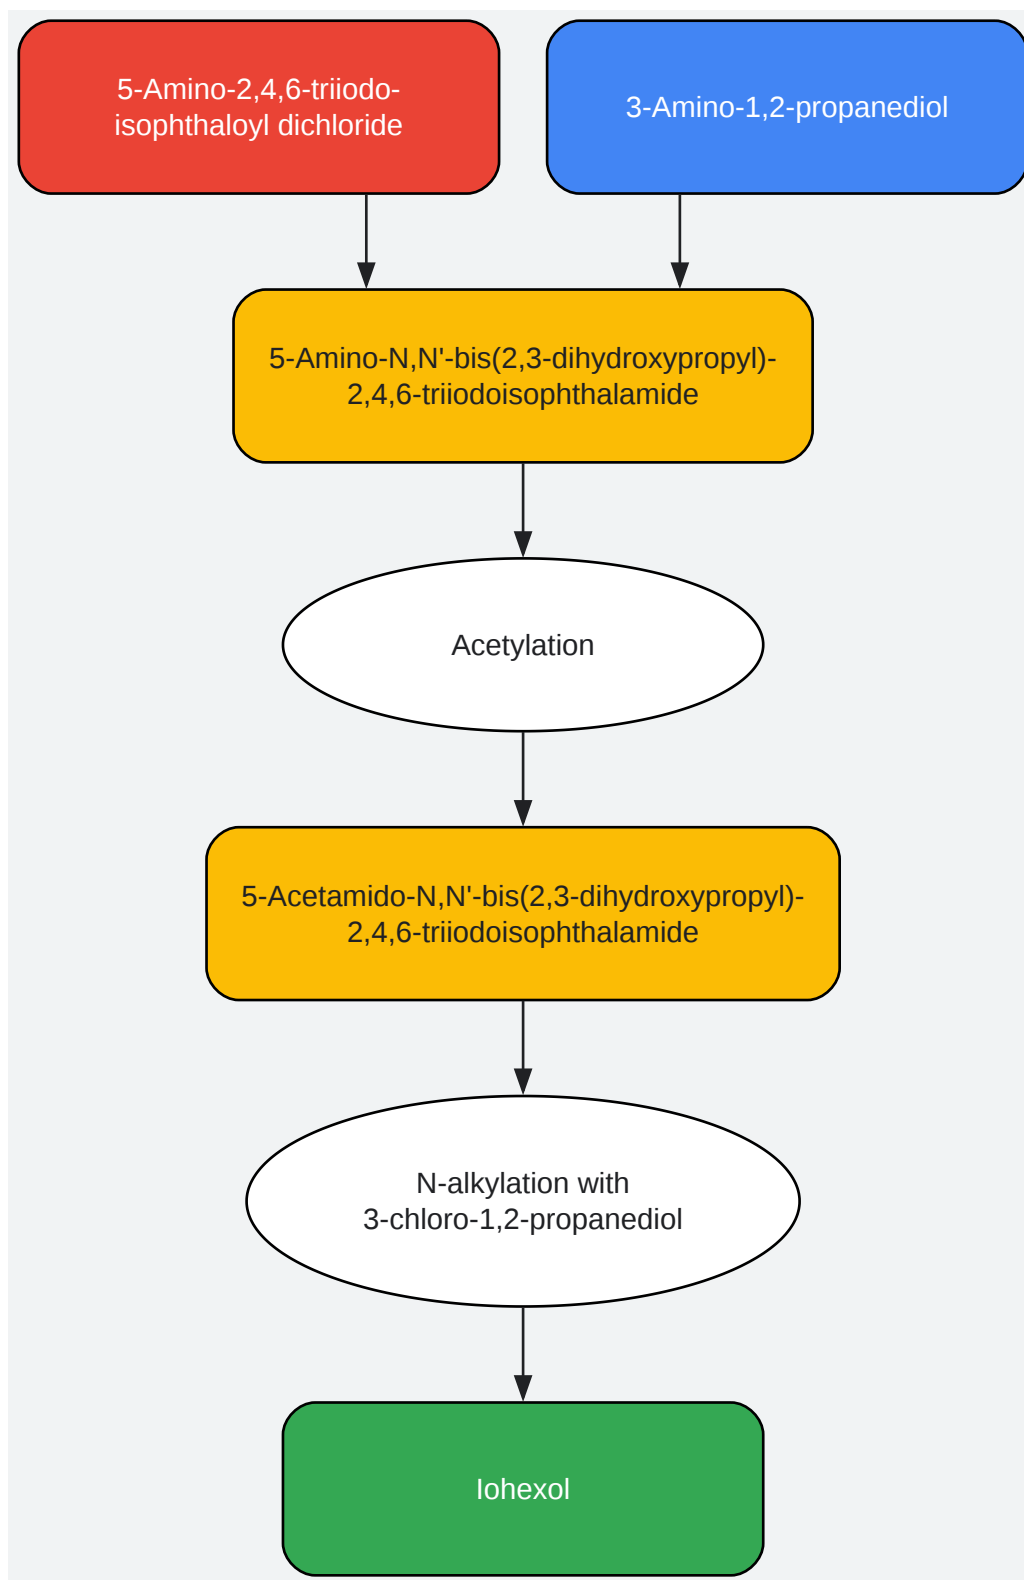 5-Amino-2,4,6-triiodo-
isophthaloyl dichloride
3-Amino-1,2-propanediol
5-Amino-N,N'-bis(2,3-dihydroxypropyl)-
2,4,6-triiodoisophthalamide
Acetylation
5-Acetamido-N,N'-bis(2,3-dihydroxypropyl)-
2,4,6-triiodoisophthalamide
N-alkylation with
3-chloro-1,2-propanediol
Iohexol